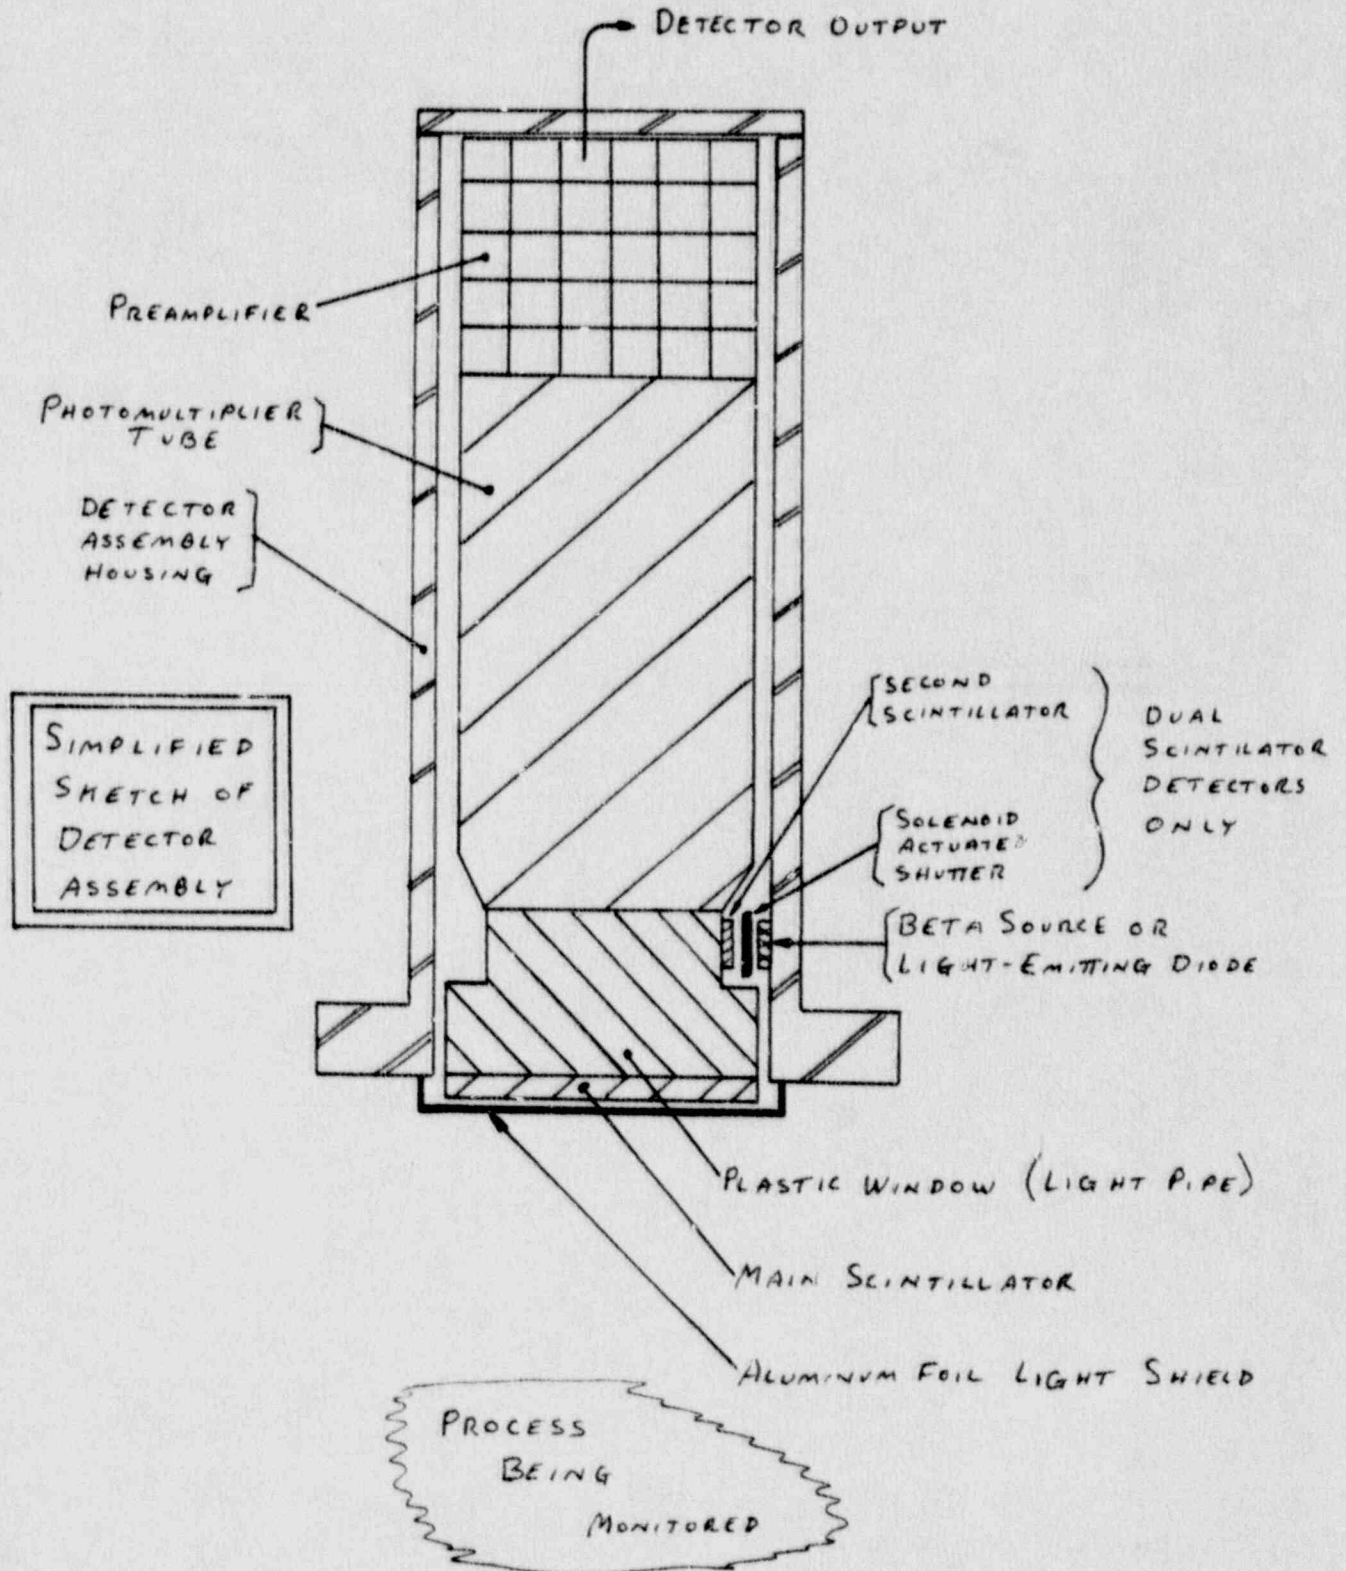 DETECTOR OUTPUT
PREAMPLIFIER
PHOTOMULTIPLIER
TUBE
DETECTOR
ASSEMBLY
HOUSING
SIMPLIFIED
SKETCH OF
DETECTOR
ASSEMBLY
SECOND
SCINTILLATOR
DUAL
SCINTILATOR
DETECTORS
ONLY
SOLENOID
ACTUATED
SHUTTER
BETA SOURCE OR
LIGHT-EMITTING DIODE
PLASTIC WINDOW (LIGHT PIPE)
MAIN SCINTILLATOR
ALUMINUM FOIL LIGHT SHIELD
PROCESS
BEING
MONITORED